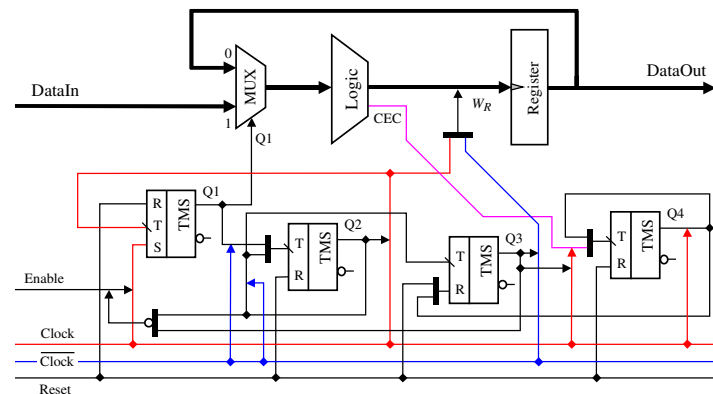 0
MUX
Logic
Register
DataIn
DataOut
1
CEC
W_R
Q1
R
T
S
TMS
Q1
T
R
TMS
Q2
T
R
TMS
Q3
T
R
TMS
Q4
Enable
Clock
Clock
Reset